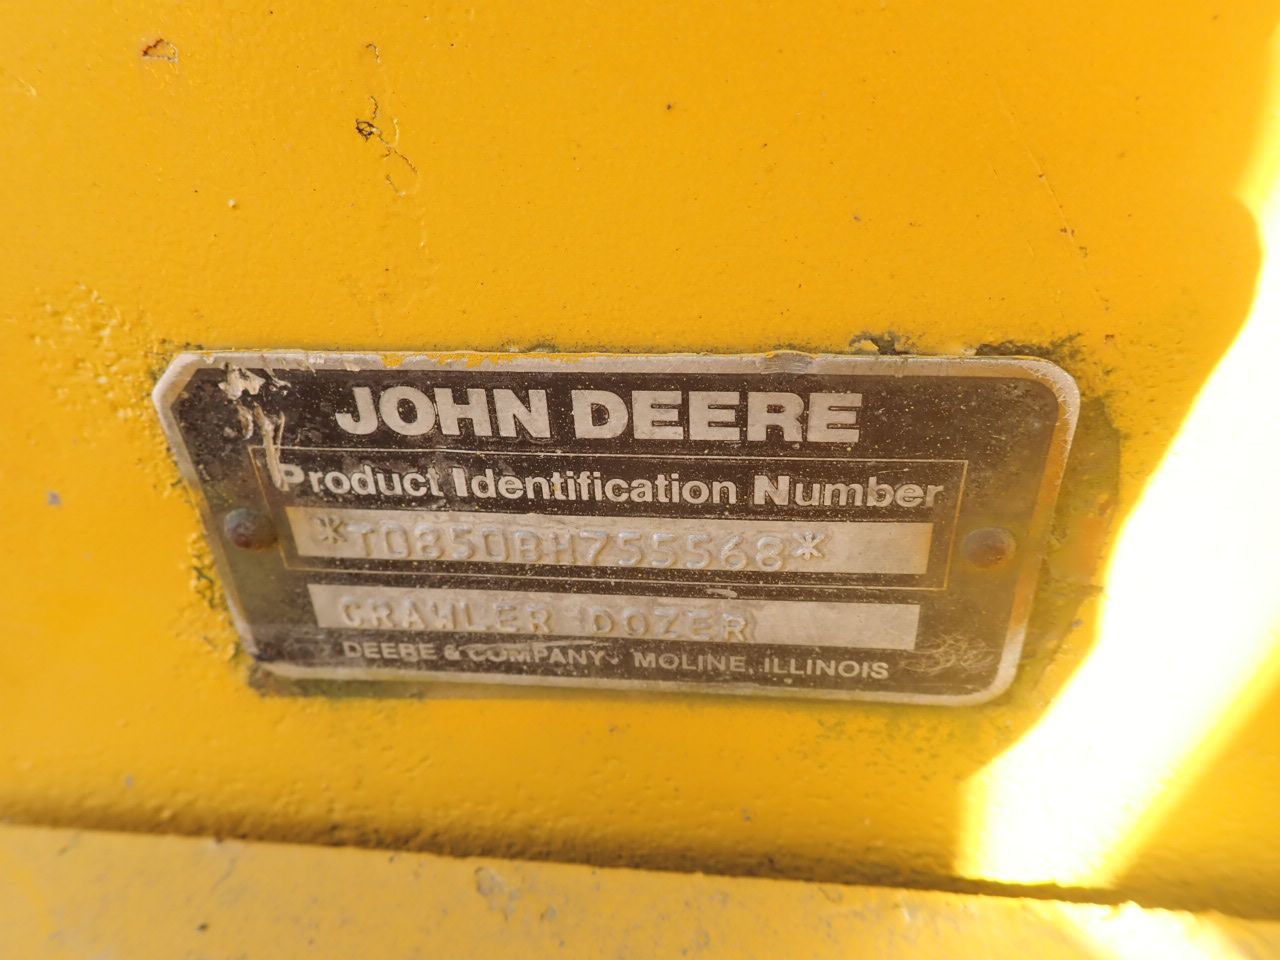 JOHN DEERE
Product Identification Number
*T0850BH755568*
CRAWLER DOZER
DEERE & COMPANY, MOLINE, ILLINOIS